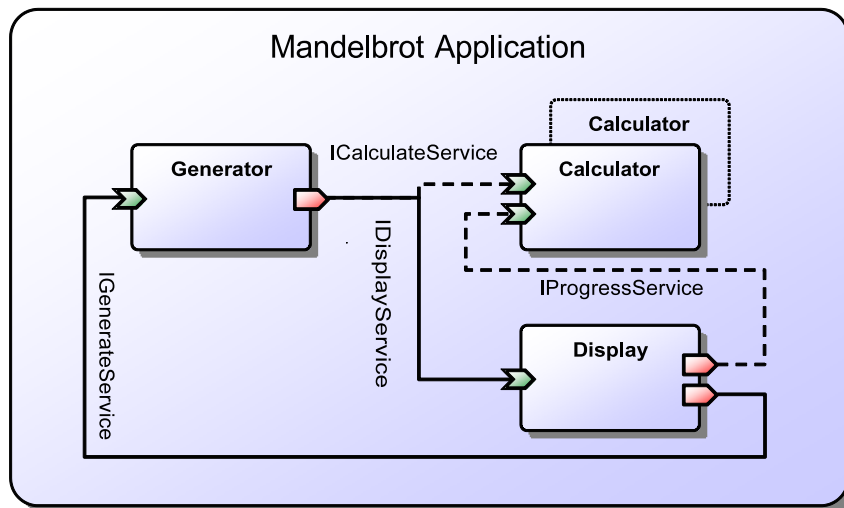 Mandelbrot Application
Calculator
ICalculateService
Generator
Calculator
IDisplayService
IGenerateService
IProgressService
Display